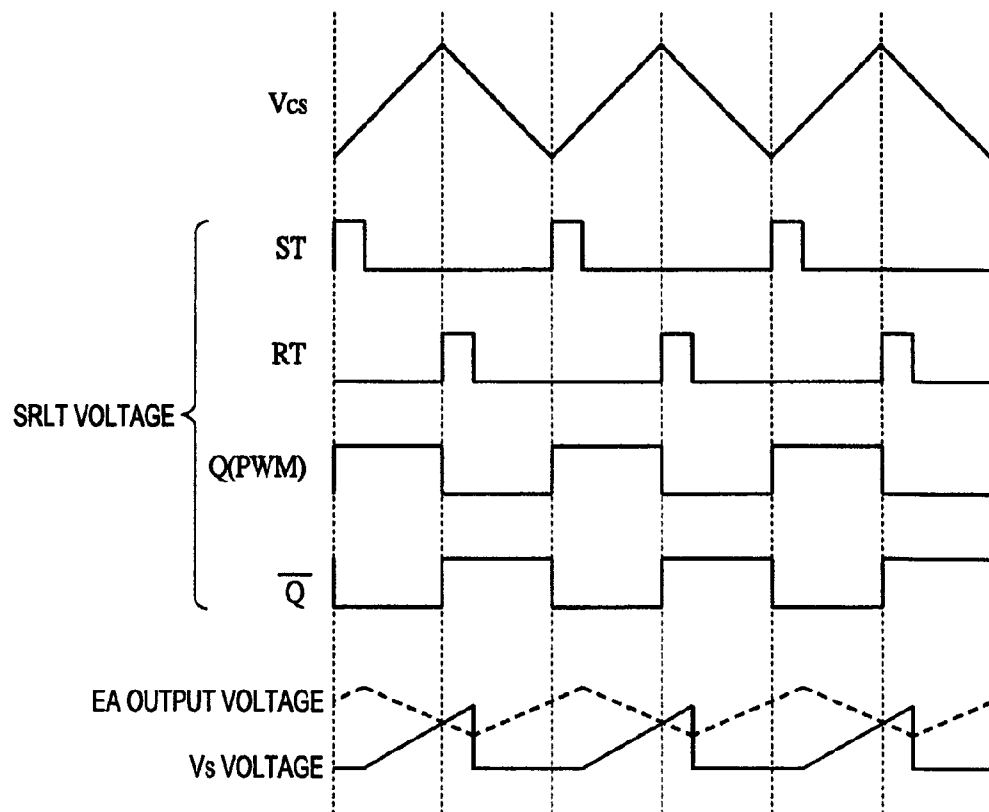 Vcs
ST
RT
SRLT VOLTAGE
Q(PWM)
Q̅
EA OUTPUT VOLTAGE
Vs VOLTAGE